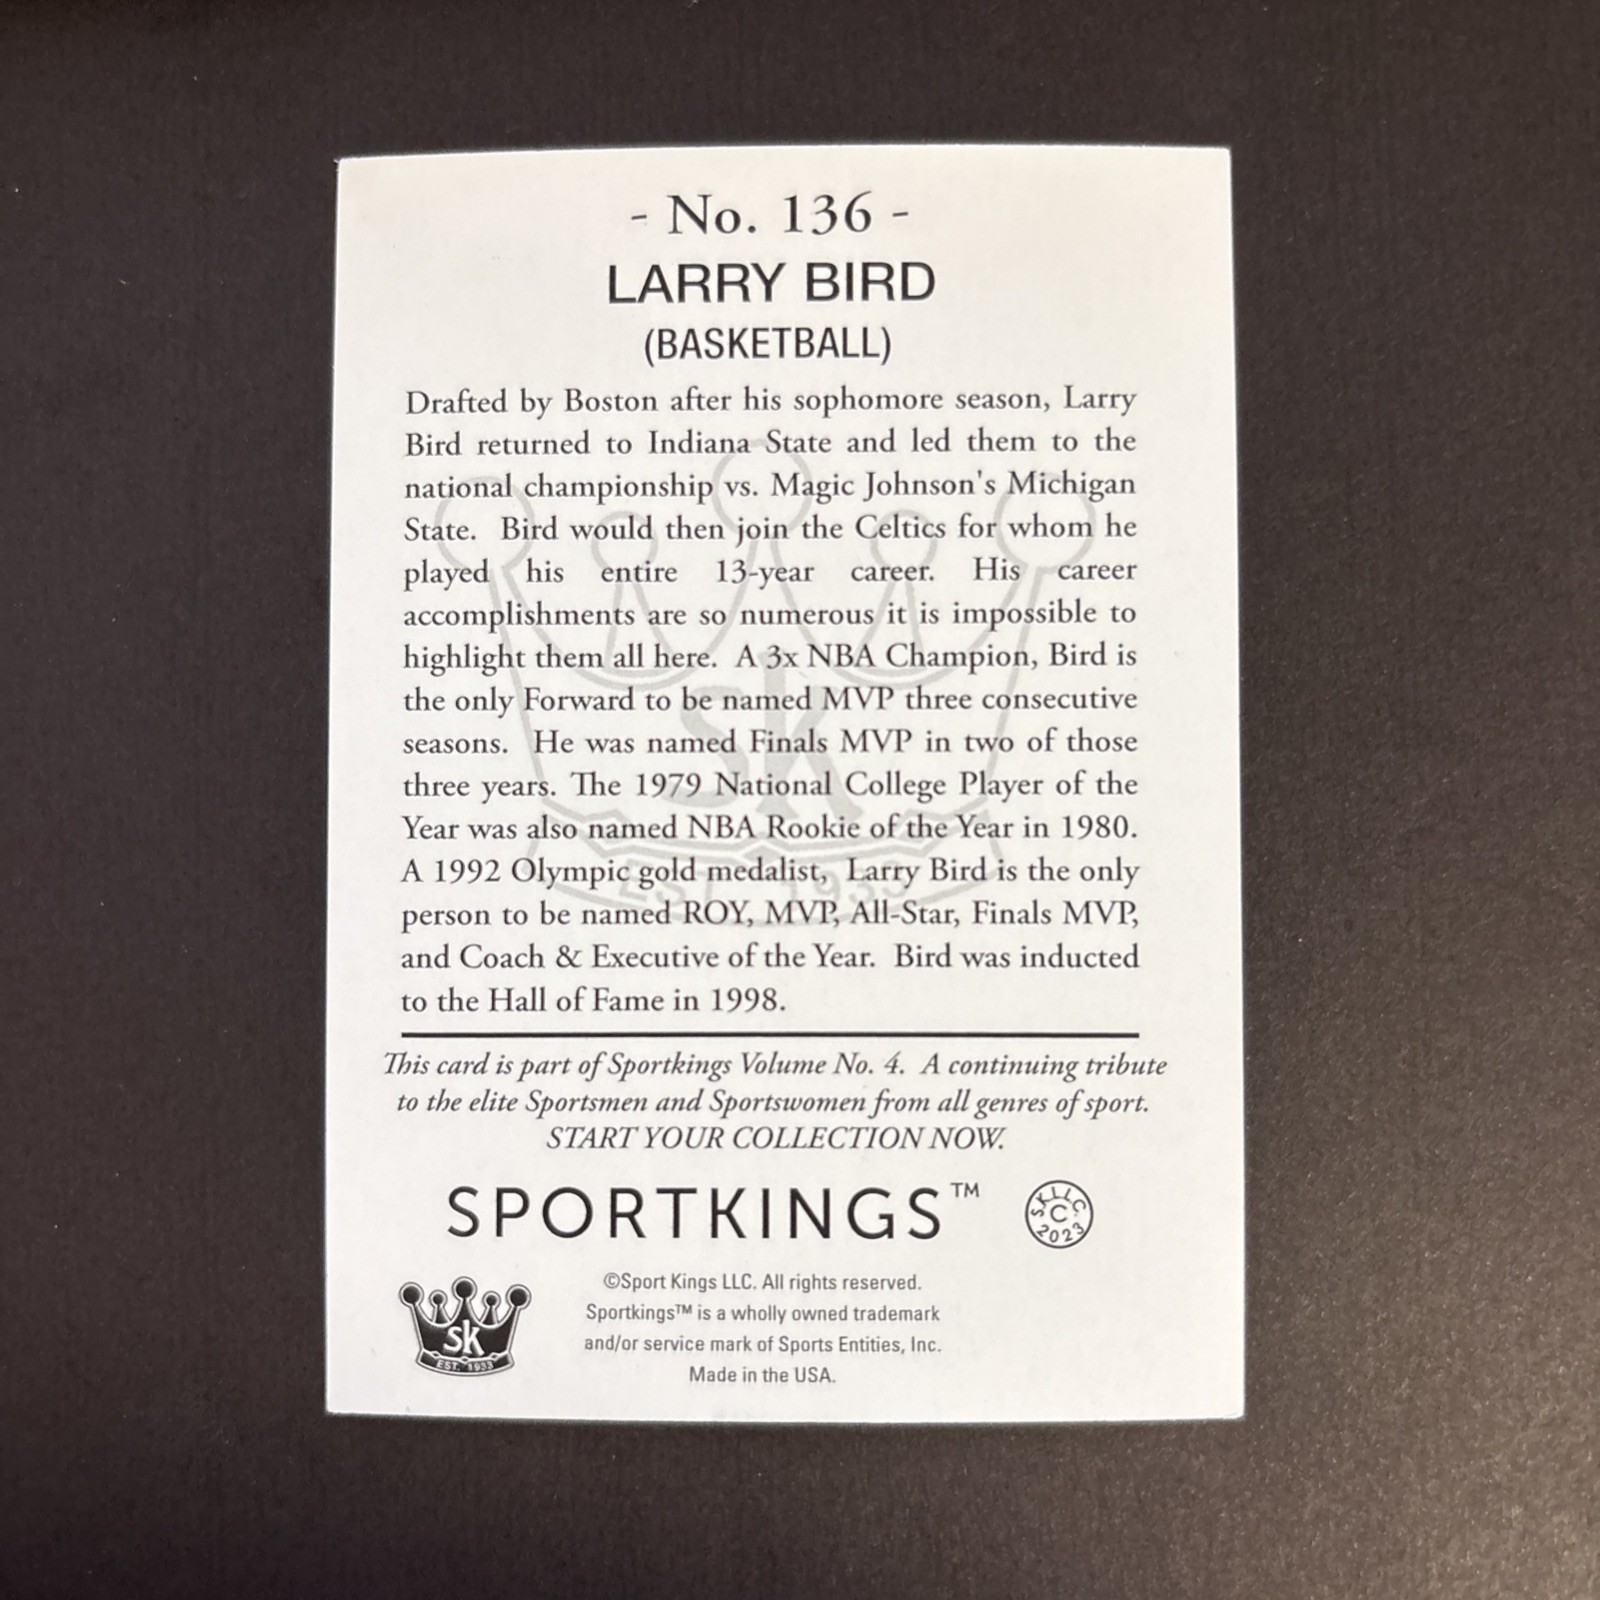 - No. 136 -
LARRY BIRD
(BASKETBALL)
Drafted by Boston after his sophomore season, Larry
Bird returned to Indiana State and led them to the
national championship vs. Magic Johnson's Michigan
State. Bird would then join the Celtics for whom he
played his entire 13-year career. His career
accomplishments are so numerous it is impossible to
highlight them all here. A 3x NBA Champion, Bird is
the only Forward to be named MVP three consecutive
seasons. He was named Finals MVP in two of those
three years. The 1979 National College Player of the
Year was also named NBA Rookie of the Year in 1980.
A 1992 Olympic gold medalist, Larry Bird is the only
person to be named ROY, MVP, All-Star, Finals MVP,
and Coach & Executive of the Year. Bird was inducted
to the Hall of Fame in 1998.
SK
EST. 1933
This card is part of Sportkings Volume No. 4. A continuing tribute
to the elite Sportsmen and Sportswomen from all genres of sport.
START YOUR COLLECTION NOW.
SPORTKINGS™
SKLLC.
C
2023
sk
EST. 1933
©Sport Kings LLC. All rights reserved.
Sportkings™ is a wholly owned trademark
and/or service mark of Sports Entities, Inc.
Made in the USA.